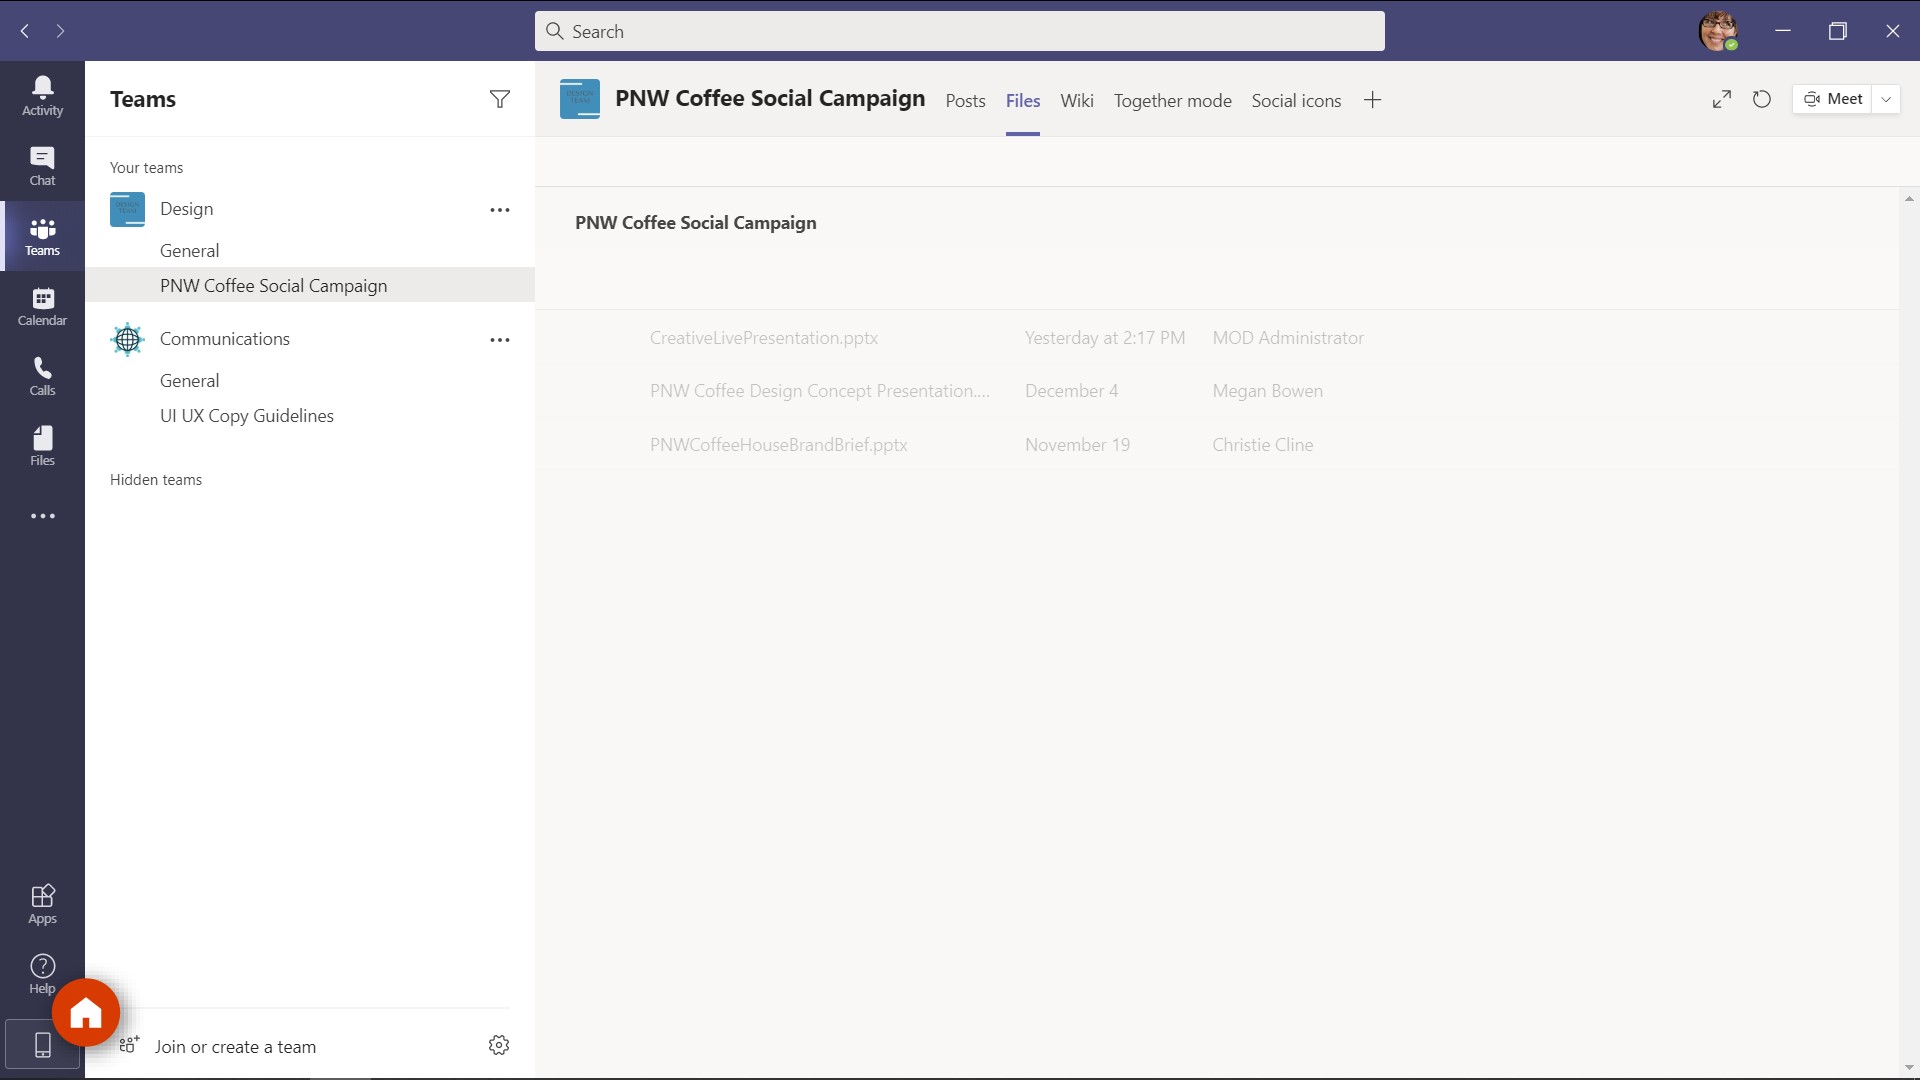 Search
Activity
Chat
Teams
Calendar
Calls
Files
Apps
Help
Teams
Your teams
Design
General
PNW Coffee Social Campaign
Communications
General
UI UX Copy Guidelines
Hidden teams
Join or create a team
DESIGN TEAM
PNW Coffee Social Campaign Posts Files Wiki Together mode Social icons Meet
PNW Coffee Social Campaign
CreativeLivePresentation.pptx Yesterday at 2:17 PM MOD Administrator
PNW Coffee Design Concept Presentation.... December 4 Megan Bowen
PNWCoffeeHouseBrandBrief.pptx November 19 Christie Cline